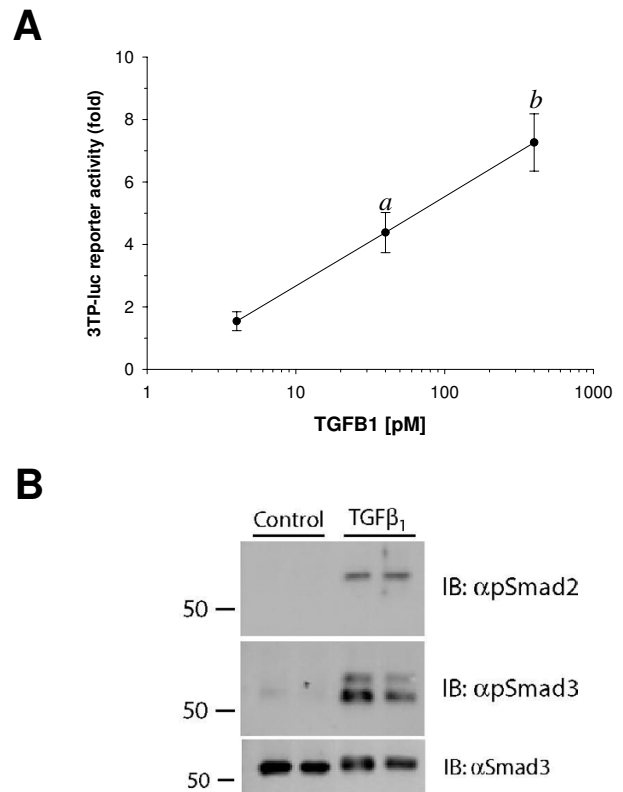 A
10
8
6
4
2
0
3TP-luc reporter activity (fold)
a
b
1
10
100
1000
TGFB1 [pM]
B
Control
TGFβ1
50
IB: αpSmad2
50
IB: αpSmad3
50
IB: αSmad3